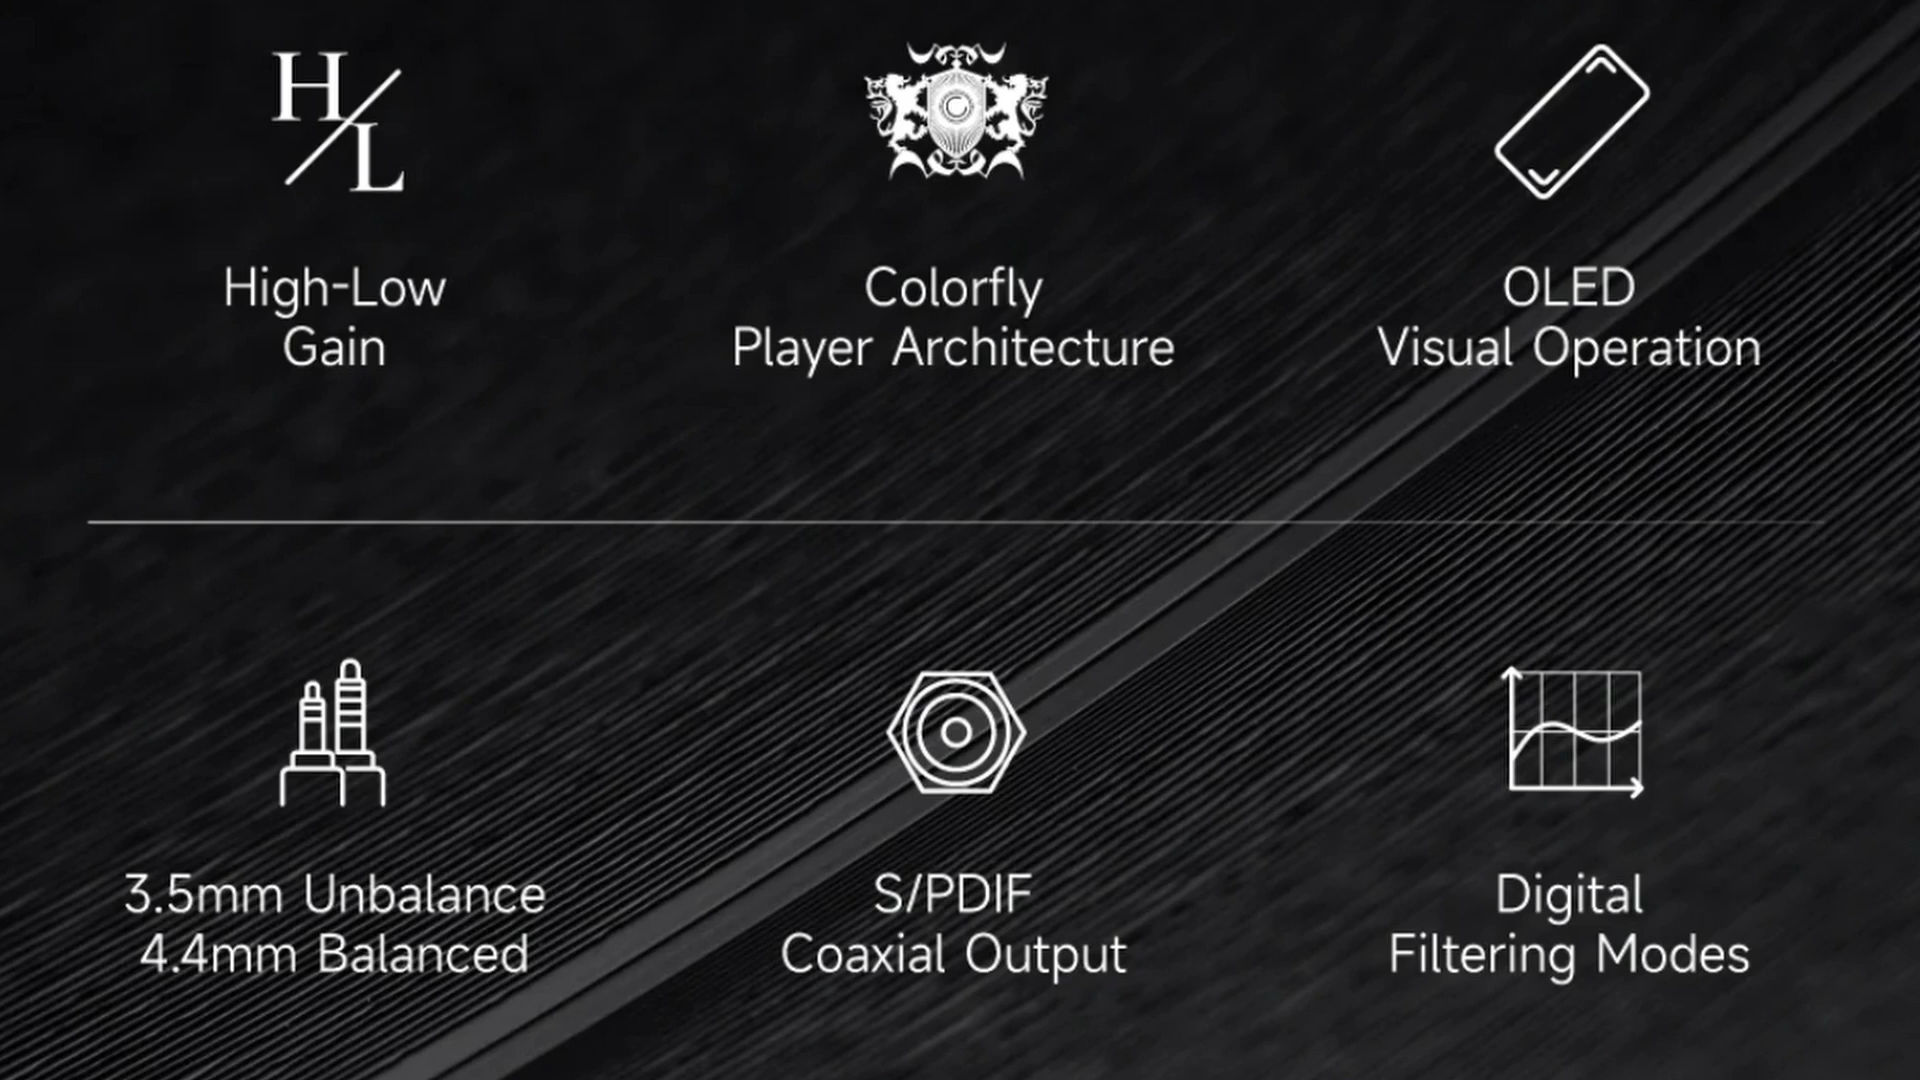 H/L
High-Low
Gain
Colorfly
Player Architecture
OLED
Visual Operation
3.5mm Unbalance
4.4mm Balanced
S/PDIF
Coaxial Output
Digital
Filtering Modes